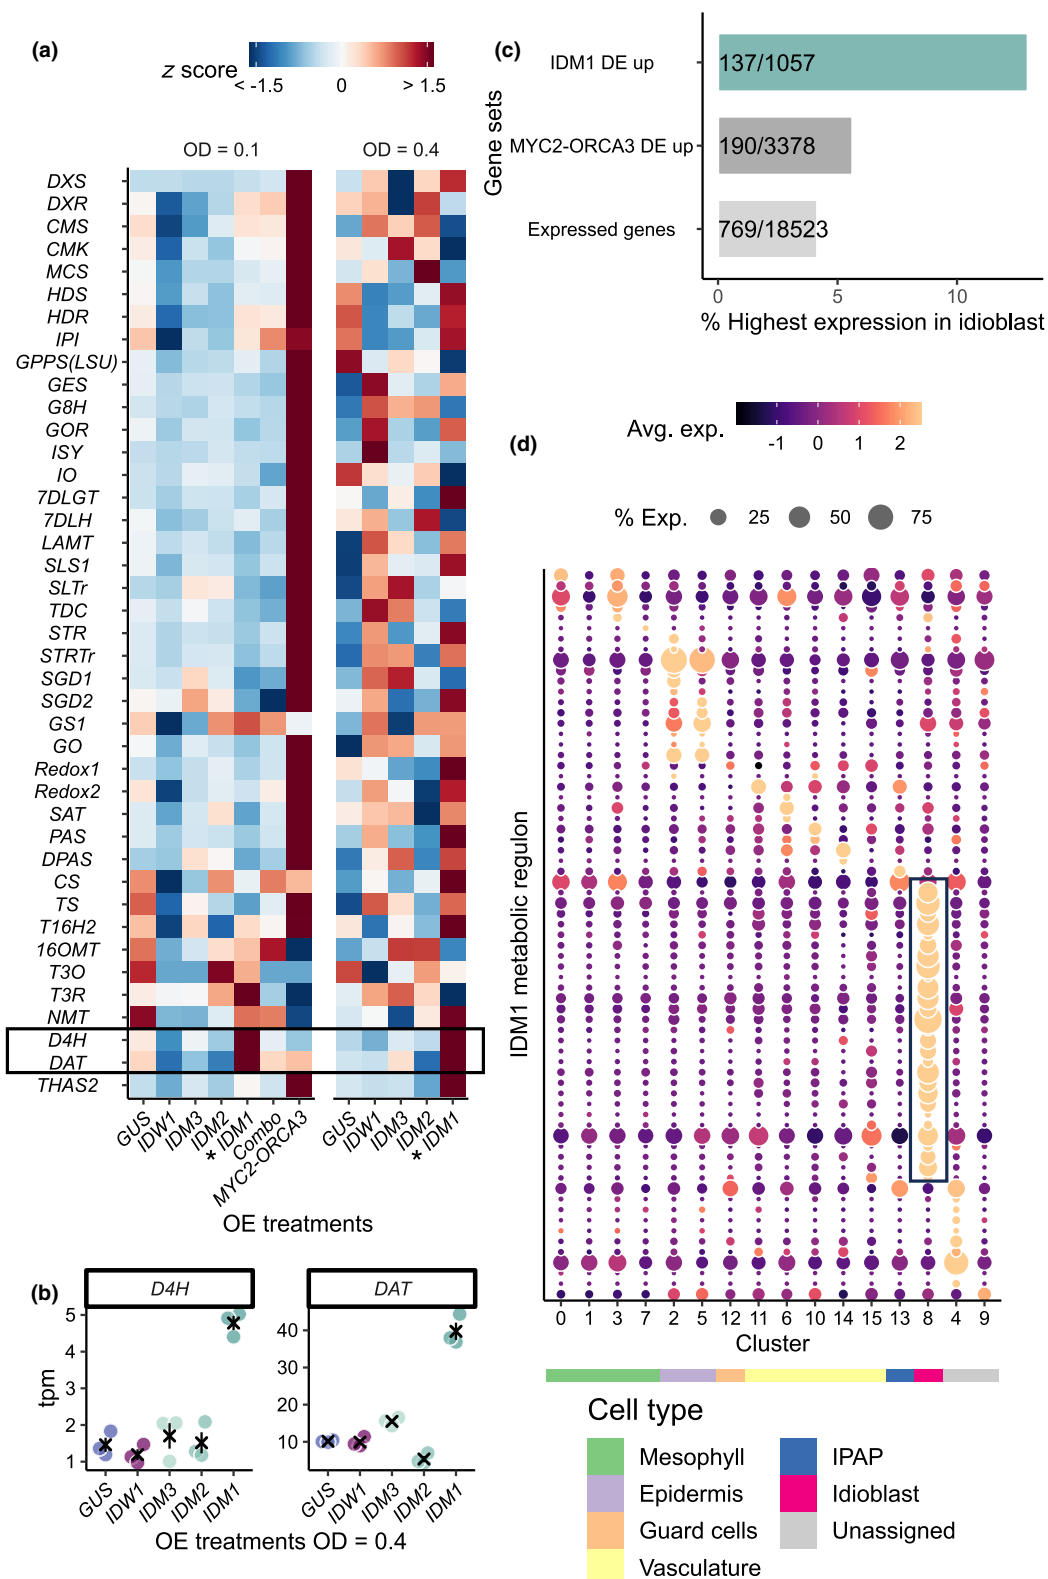 (a)
z score
< -1.5 0 > 1.5
OD = 0.1 OD = 0.4
DXS
DXR
CMS
CMK
MCS
HDS
HDR
IPI
GPPS(LSU)
GES
G8H
GOR
ISY
IO
7DLGT
7DLH
LAMT
SLS1
SLTr
TDC
STR
STRTr
SGD1
SGD2
GS1
GO
Redox1
Redox2
SAT
PAS
DPAS
CS
TS
T16H2
16OMT
T3O
T3R
NMT
D4H
DAT
THAS2
GUS IDW1 IDM3 IDM2 * IDM1 Combo MYC2-ORCA3 GUS IDW1 IDM3 IDM2 * IDM1
OE treatments
(b)
D4H DAT
tpm
5
4
3
2
1
40
30
20
10
GUS IDW1 IDM3 IDM2 IDM1 GUS IDW1 IDM3 IDM2 IDM1
OE treatments OD = 0.4
(c)
Gene sets
IDM1 DE up 137/1057
MYC2-ORCA3 DE up 190/3378
Expressed genes 769/18523
0 5 10
% Highest expression in idioblast
(d)
Avg. exp.
-1 0 1 2
% Exp. 25 50 75
IDM1 metabolic regulon
0 1 3 7 2 5 12 11 6 10 14 15 13 8 4 9
Cluster
Cell type
Mesophyll
Epidermis
Guard cells
Vasculature
IPAP
Idioblast
Unassigned